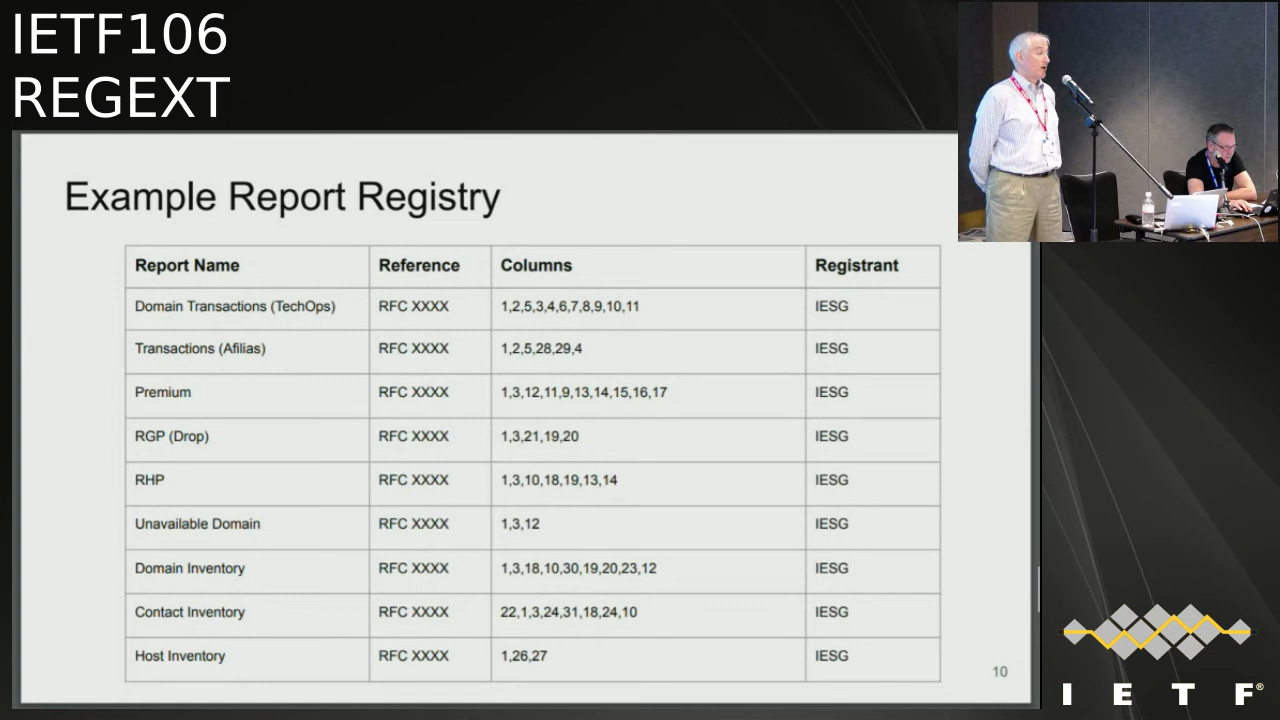 IETF106
REGEXT
Example Report Registry
Report Name Reference Columns Registrant
Domain Transactions (TechOps) RFC XXXX 1,2,5,3,4,6,7,8,9,10,11 IESG
Transactions (Afilias) RFC XXXX 1,2,5,28,29,4 IESG
Premium RFC XXXX 1,3,12,11,9,13,14,15,16,17 IESG
RGP (Drop) RFC XXXX 1,3,21,19,20 IESG
RHP RFC XXXX 1,3,10,18,19,13,14 IESG
Unavailable Domain RFC XXXX 1,3,12 IESG
Domain Inventory RFC XXXX 1,3,18,10,30,19,20,23,12 IESG
Contact Inventory RFC XXXX 22,1,3,24,31,18,24,10 IESG
Host Inventory RFC XXXX 1,26,27 IESG
10
I E T F®